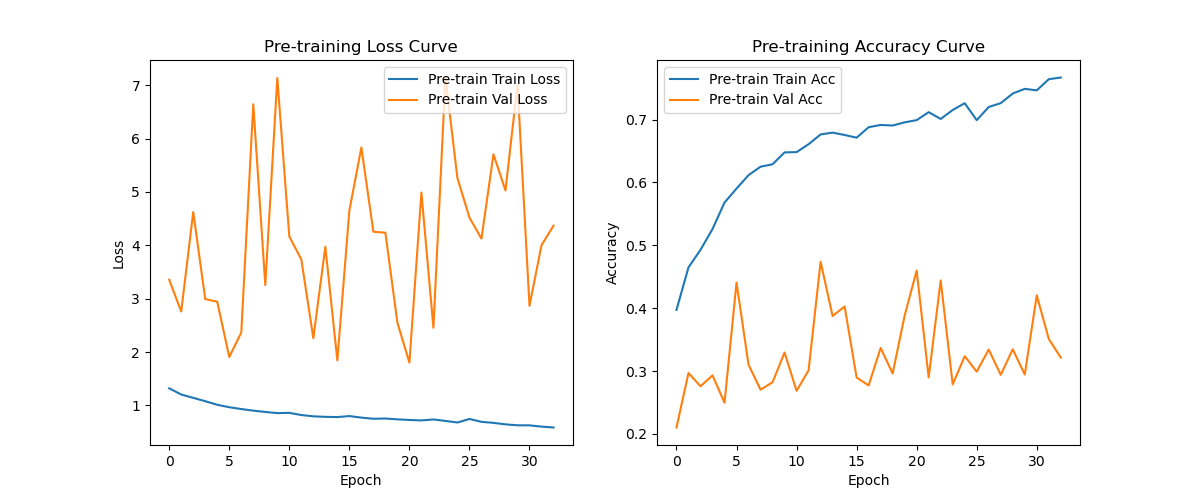 Pre-training Loss Curve
Pre-train Train Loss
Pre-train Val Loss
7
6
5
4
3
2
1
Loss
0 5 10 15 20 25 30
Epoch
Pre-training Accuracy Curve
Pre-train Train Acc
Pre-train Val Acc
0.7
0.6
0.5
0.4
0.3
0.2
Accuracy
0 5 10 15 20 25 30
Epoch